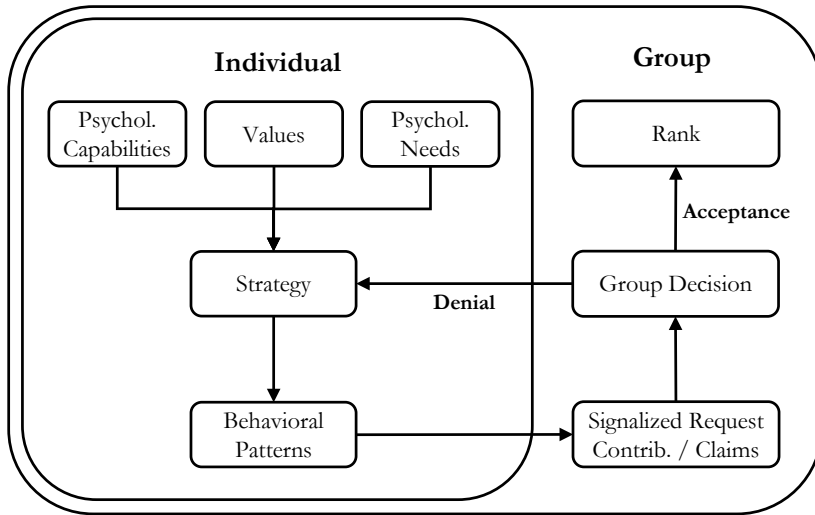 Individual
Group
Psychol.
Capabilities
Values
Psychol.
Needs
Rank
Acceptance
Strategy
Denial
Group Decision
Behavioral
Patterns
Signalized Request
Contrib. / Claims